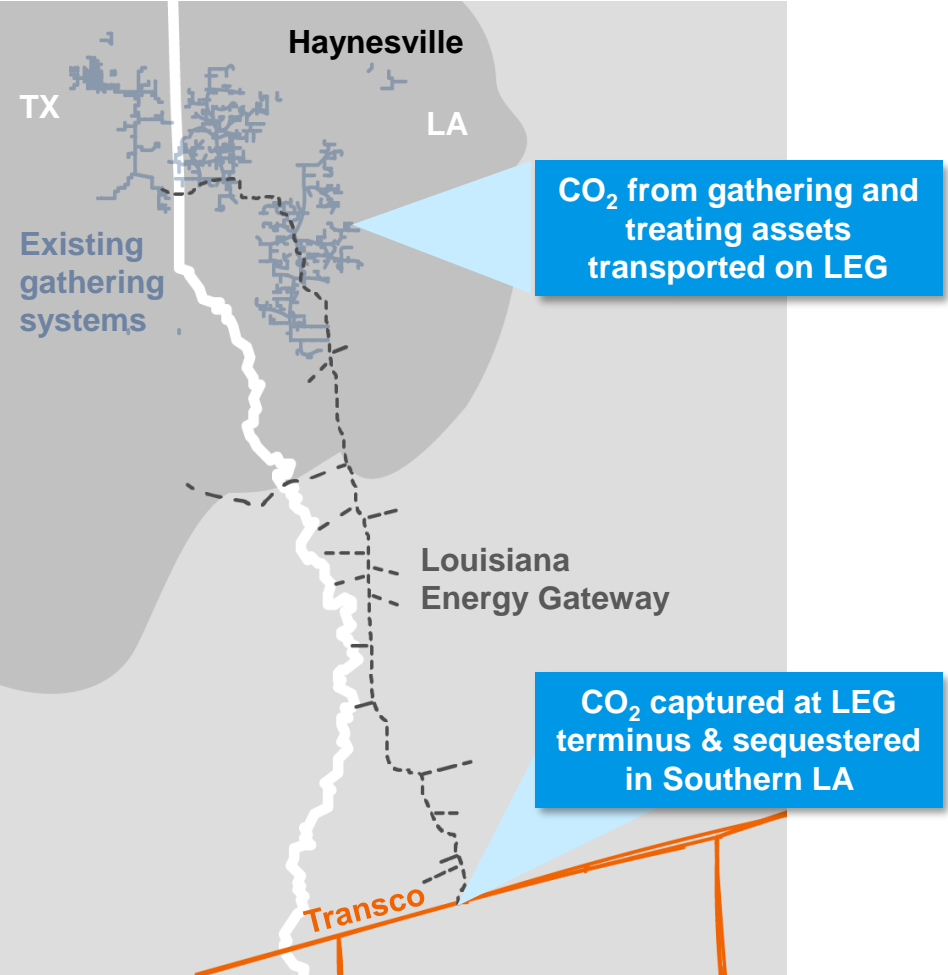 Haynesville
TX
LA
CO₂ from gathering and
treating assets
transported on LEG
Existing
gathering
systems
Louisiana
Energy Gateway
CO₂ captured at LEG
terminus & sequestered
in Southern LA
Transco